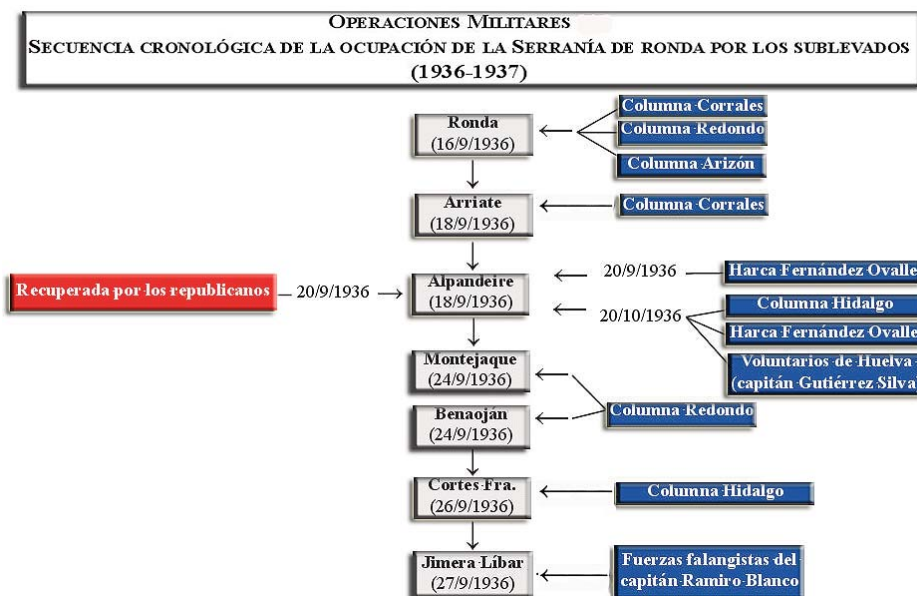 OPERACIONES MILITARES
SECUENCIA CRONOLÓGICA DE LA OCUPACIÓN DE LA SERRANÍA DE RONDA POR LOS SUBLEVADOS
(1936-1937)
Ronda
(16/9/1936)
Columna Corrales
Columna Redondo
Columna Arizón
Arriate
(18/9/1936)
Columna Corrales
Recuperada por los republicanos
20/9/1936
Alpandeire
(18/9/1936)
20/9/1936
Harca Fernández Ovalle
20/10/1936
Columna Hidalgo
Harca Fernández Ovalle
Voluntarios de Huelva
(capitán Gutiérrez Silva)
Montejaque
(24/9/1936)
Benaoján
(24/9/1936)
Columna Redondo
Cortes Fra.
(26/9/1936)
Columna Hidalgo
Jimera Líbar
(27/9/1936)
Fuerzas falangistas del
capitán Ramiro Blanco